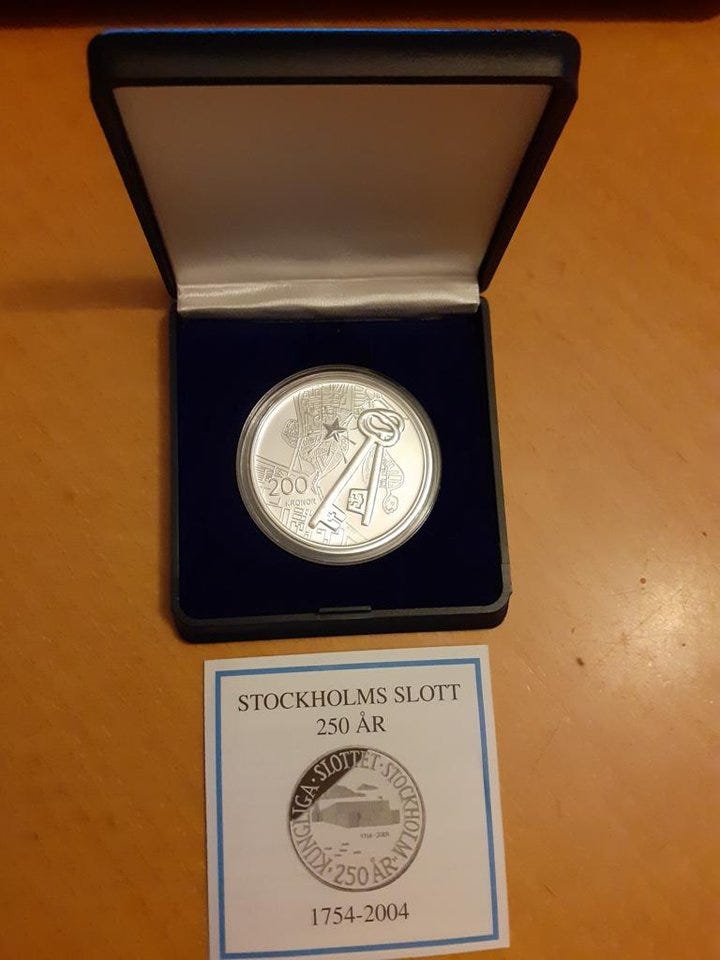 200
KRONOR
STOCKHOLMS SLOTT
250 ÅR
KUNGLIGA · SLOTTET · STOCKHOLM
1754-2004
· 250 ÅR ·
1754-2004